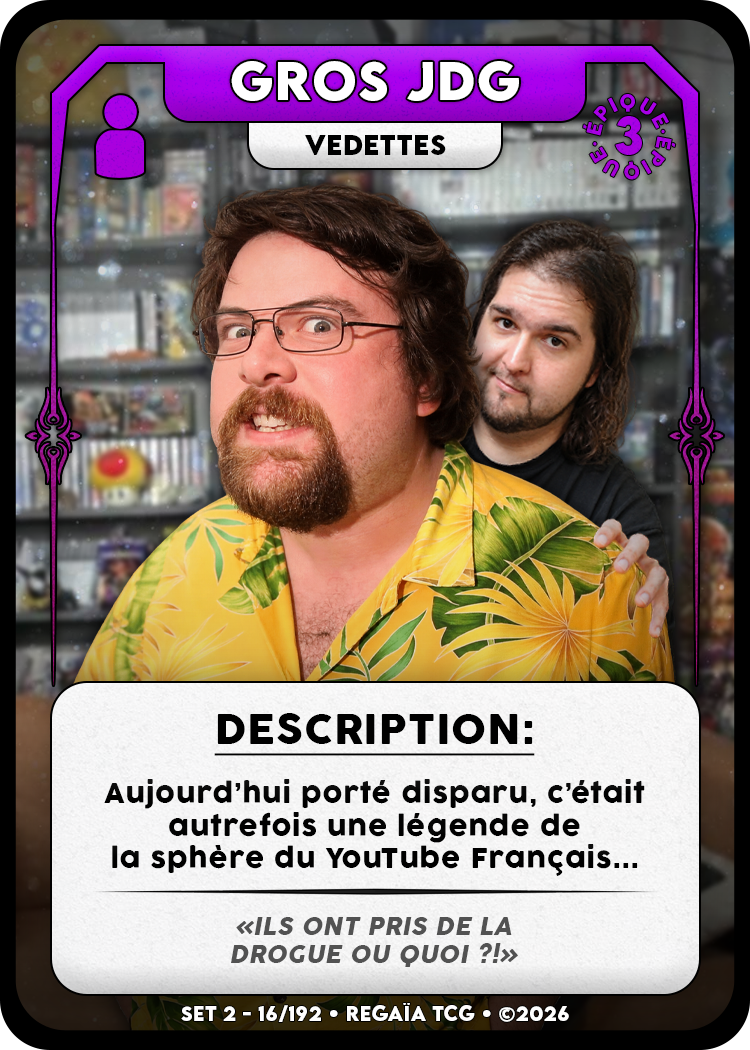 GROS JDG
VEDETTES
ÉPIQUE · ÉPIQUE ·
3
DESCRIPTION:
Aujourd'hui porté disparu, c'était
autrefois une légende de
la sphère du YouTube Français...
«ILS ONT PRIS DE LA
DROGUE OU QUOI ?!»
SET 2 - 16/192 • REGAÏA TCG • ©2026